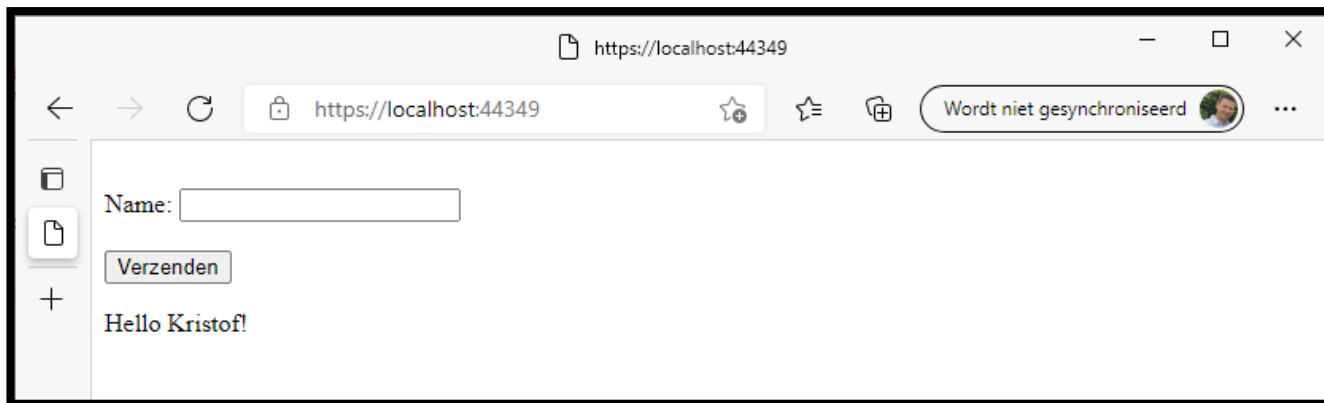 https://localhost:44349
https://localhost:44349
Wordt niet gesynchroniseerd
Name:
Verzenden
Hello Kristof!